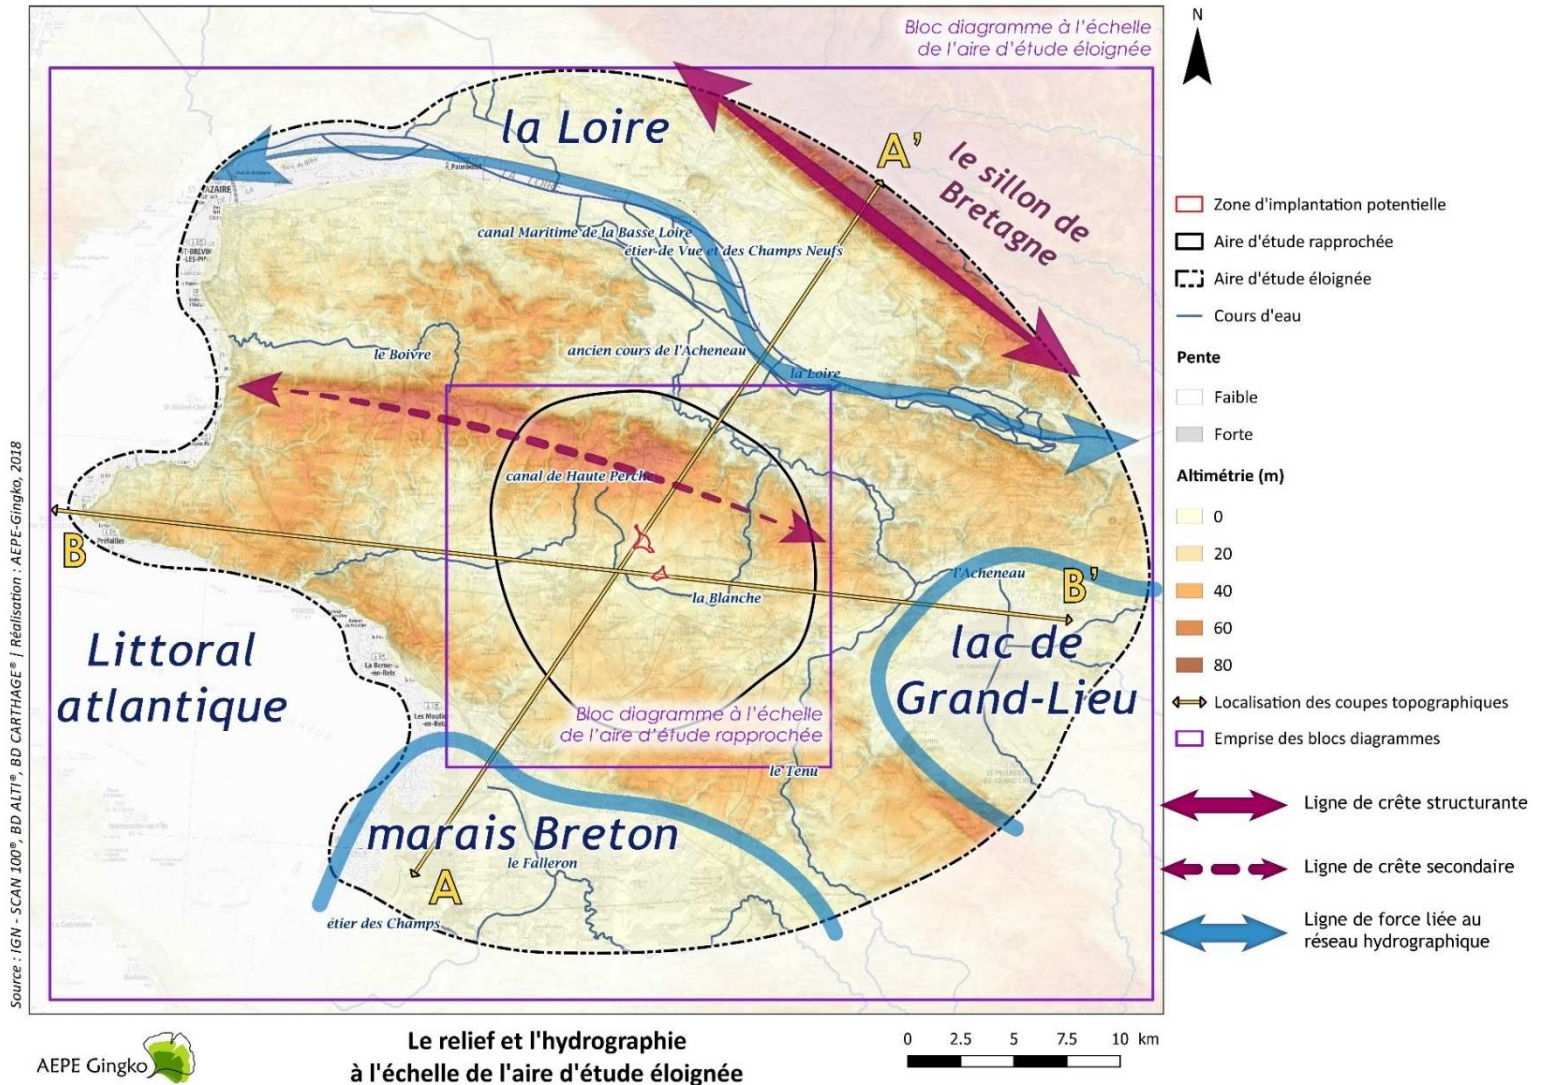 Bloc diagramme à l'échelle
de l'aire d'étude éloignée
N
la Loire
A'
le sillon de
Bretagne
Paimboeuf
LA LOIRE
canal Maritime de la Basse Loire
étier de Vue et des Champs Neufs
le Boivre
ancien cours de l'Acheneau
la Loire
canal de Haute Perche
B
Préfailles
la Blanche
l'Acheneau
B'
lac de
Grand-Lieu
Littoral
atlantique
Bloc diagramme à l'échelle
de l'aire d'étude rapprochée
le Tenu
marais Breton
le Falleron
A
étier des Champs
Zone d'implantation potentielle
Aire d'étude rapprochée
Aire d'étude éloignée
Cours d'eau
Pente
Faible
Forte
Altimétrie (m)
0
20
40
60
80
Localisation des coupes topographiques
Emprise des blocs diagrammes
Ligne de crête structurante
Ligne de crête secondaire
Ligne de force liée au
réseau hydrographique
Source : IGN - SCAN 100®, BD ALTI®, BD CARTHAGE® | Réalisation : AEPE-Gingko, 2018
AEPE Gingko
Le relief et l'hydrographie
à l'échelle de l'aire d'étude éloignée
0 2.5 5 7.5 10 km